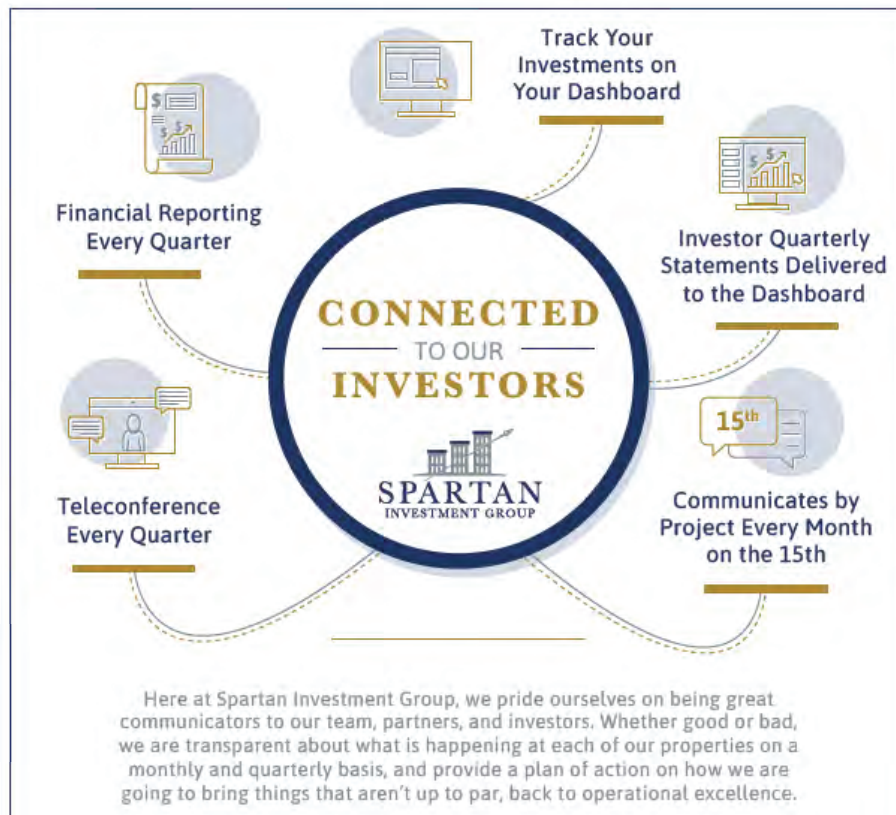 Track Your
Investments on
Your Dashboard
$
$ $
Financial Reporting
Every Quarter
$ $
Investor Quarterly
Statements Delivered
to the Dashboard
CONNECTED
TO OUR
INVESTORS
SPARTAN
INVESTMENT GROUP
Teleconference
Every Quarter
15th
Communicates by
Project Every Month
on the 15th
Here at Spartan Investment Group, we pride ourselves on being great
communicators to our team, partners, and investors. Whether good or bad,
we are transparent about what is happening at each of our properties on a
monthly and quarterly basis, and provide a plan of action on how we are
going to bring things that aren't up to par, back to operational excellence.